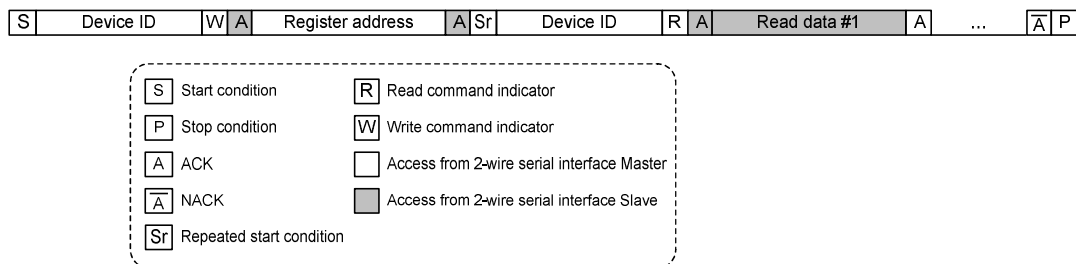 S Device ID W A Register address A Sr Device ID R A Read data #1 A ... A̅ P
S Start condition
R Read command indicator
P Stop condition
W Write command indicator
A ACK
Access from 2-wire serial interface Master
A̅ NACK
Access from 2-wire serial interface Slave
Sr Repeated start condition